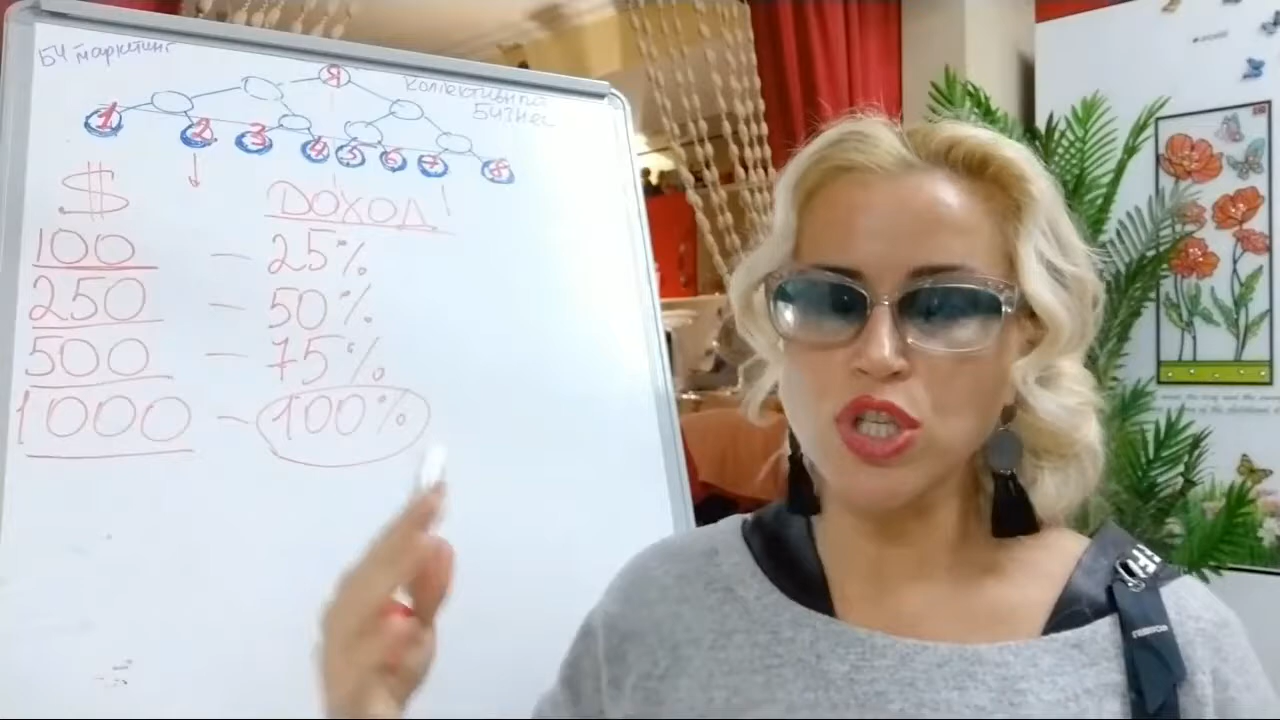 БЧ маркетинг
Я
Коллективный
Бизнес
1 2 3 4 5 6 7 8
$ ДОХОД!
100 — 25%
250 — 50%
500 — 75%
1000 — 100%